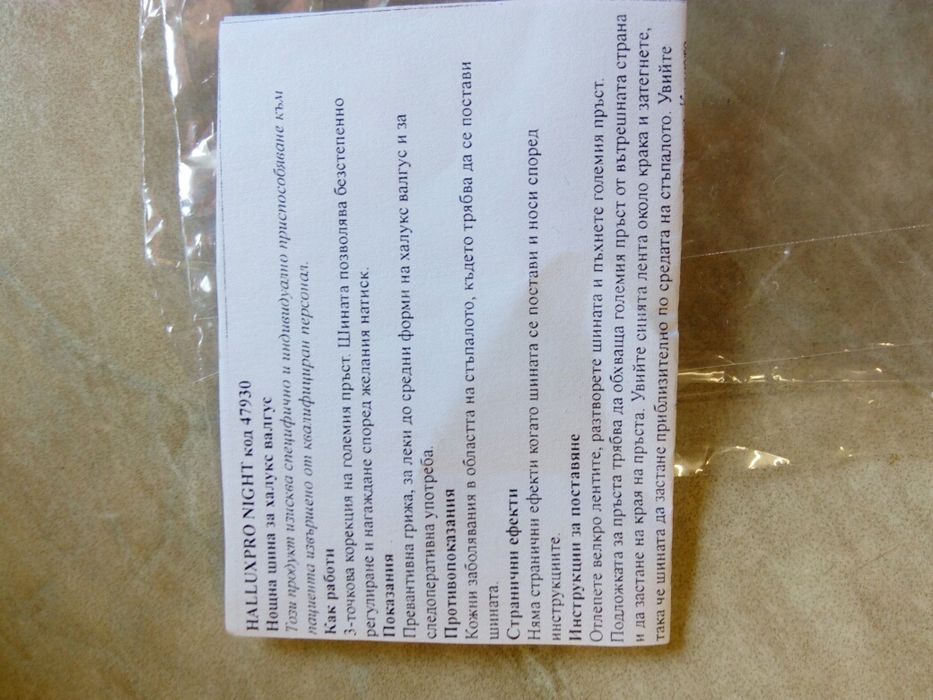 HALLUXPRO NIGHT код 47930
Нощна шина за халукс валгус
Този продукт изисква специфично и индивидуално приспособяване към
пациента извършено от квалифициран персонал.
Как работи
3-точкова корекция на големия пръст. Шината позволява безстепенно
регулиране и нагаждане според желания натиск.
Показания
Превантивна грижа, за леки до средни форми на халукс валгус и за
следоперативна употреба.
Противопоказания
Кожни заболявания в областта на стъпалото, където трябва да се постави
шината.
Странични ефекти
Няма странични ефекти когато шината се постави и носи според
инструкциите.
Инструкции за поставяне
Отлепете велкро лентите, разтворете шината и пъхнете големия пръст.
Подложката за пръста трябва да обхваща големия пръст от вътрешната страна
и да застане на края на пръста. Увийте синята лента около крака и затегнете,
така че шината да застане приблизително по средата на стъпалото. Увийте